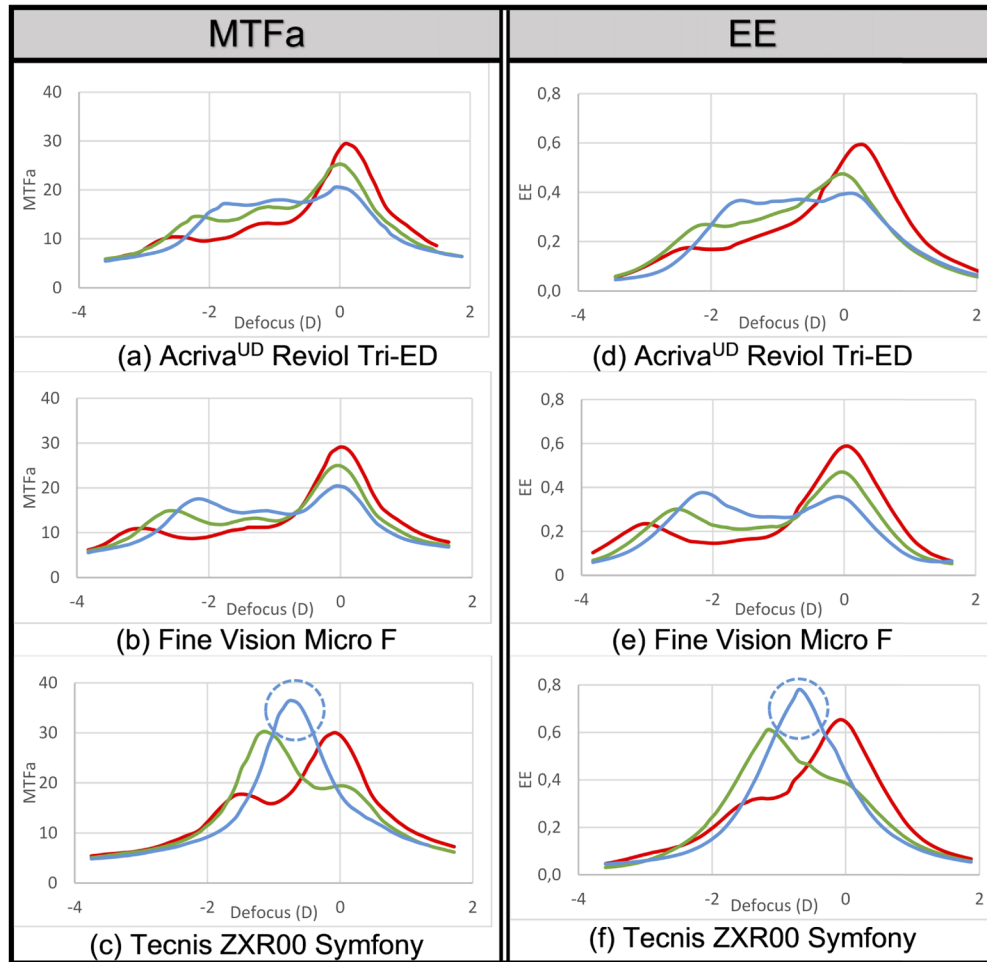 MTFa
EE
40
30
20
10
0
MTFa
-4
-2
0
2
Defocus (D)
(a) Acrivaᵁᴰ Reviol Tri-ED
0,8
0,6
0,4
0,2
0,0
EE
-4
-2
0
2
Defocus (D)
(d) Acrivaᵁᴰ Reviol Tri-ED
40
30
20
10
0
MTFa
-4
-2
0
2
Defocus (D)
(b) Fine Vision Micro F
0,8
0,6
0,4
0,2
0
EE
-4
-2
0
2
Defocus (D)
(e) Fine Vision Micro F
40
30
20
10
0
MTFa
-4
-2
0
2
Defocus (D)
(c) Tecnis ZXR00 Symfony
0,8
0,6
0,4
0,2
0,0
EE
-4
-2
0
2
Defocus (D)
(f) Tecnis ZXR00 Symfony